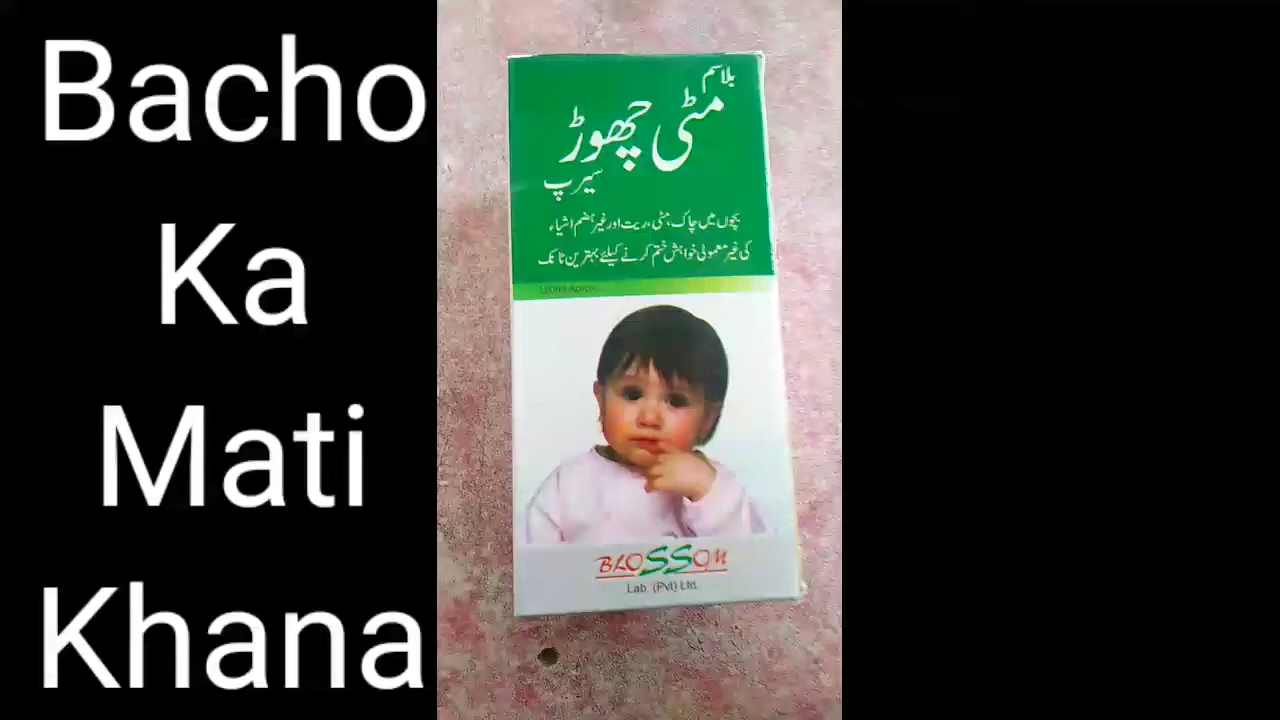 Bacho
Ka
Mati
Khana
بلاسم
مٹی چھوڑ
سیرپ
بچوں میں چاک، مٹی، ریت اور غیر ہضم اشیاء
کی غیر معمولی خواہش ختم کرنے کیلئے بہترین ٹانک
BLOSSOM
Lab. (Pvt) Ltd.